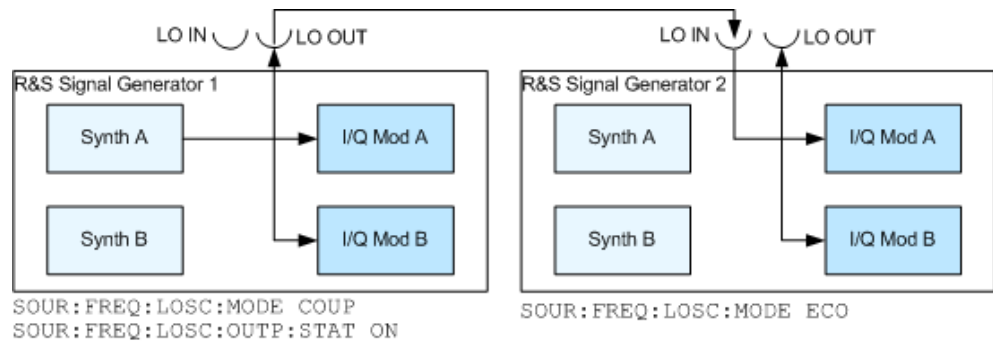 LO IN
LO OUT
LO IN
LO OUT
R&S Signal Generator 1
Synth A
I/Q Mod A
Synth B
I/Q Mod B
SOUR:FREQ:LOSC:MODE COUP
SOUR:FREQ:LOSC:OUTP:STAT ON
R&S Signal Generator 2
Synth A
I/Q Mod A
Synth B
I/Q Mod B
SOUR:FREQ:LOSC:MODE ECO